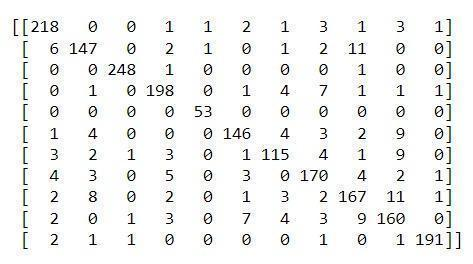 [[218 0 0 1 1 2 1 3 1 3 1]
[ 6 147 0 2 1 0 1 2 11 0 0]
[ 0 0 248 1 0 0 0 0 1 0 0]
[ 0 1 0 198 0 1 4 7 1 1 1]
[ 0 0 0 0 53 0 0 0 0 0 0]
[ 1 4 0 0 0 146 4 3 2 9 0]
[ 3 2 1 3 0 1 115 4 1 9 0]
[ 4 3 0 5 0 3 0 170 4 2 1]
[ 2 8 0 2 0 1 3 2 167 11 1]
[ 2 0 1 3 0 7 4 3 9 160 0]
[ 2 1 1 0 0 0 0 1 0 1 191]]